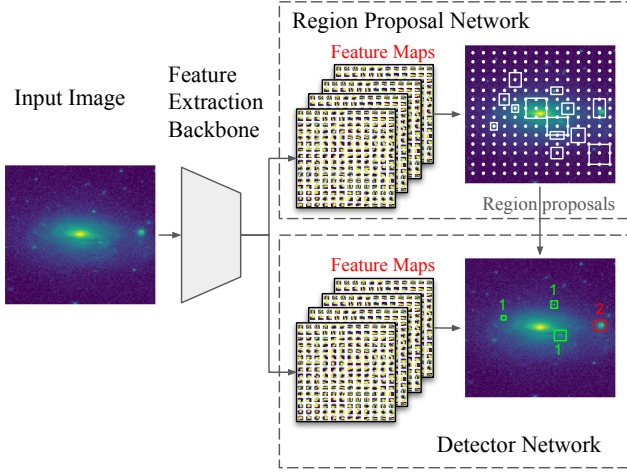 Region Proposal Network
Feature Maps
Feature
Extraction
Backbone
Input Image
Region proposals
Feature Maps
1
1
2
1
Detector Network